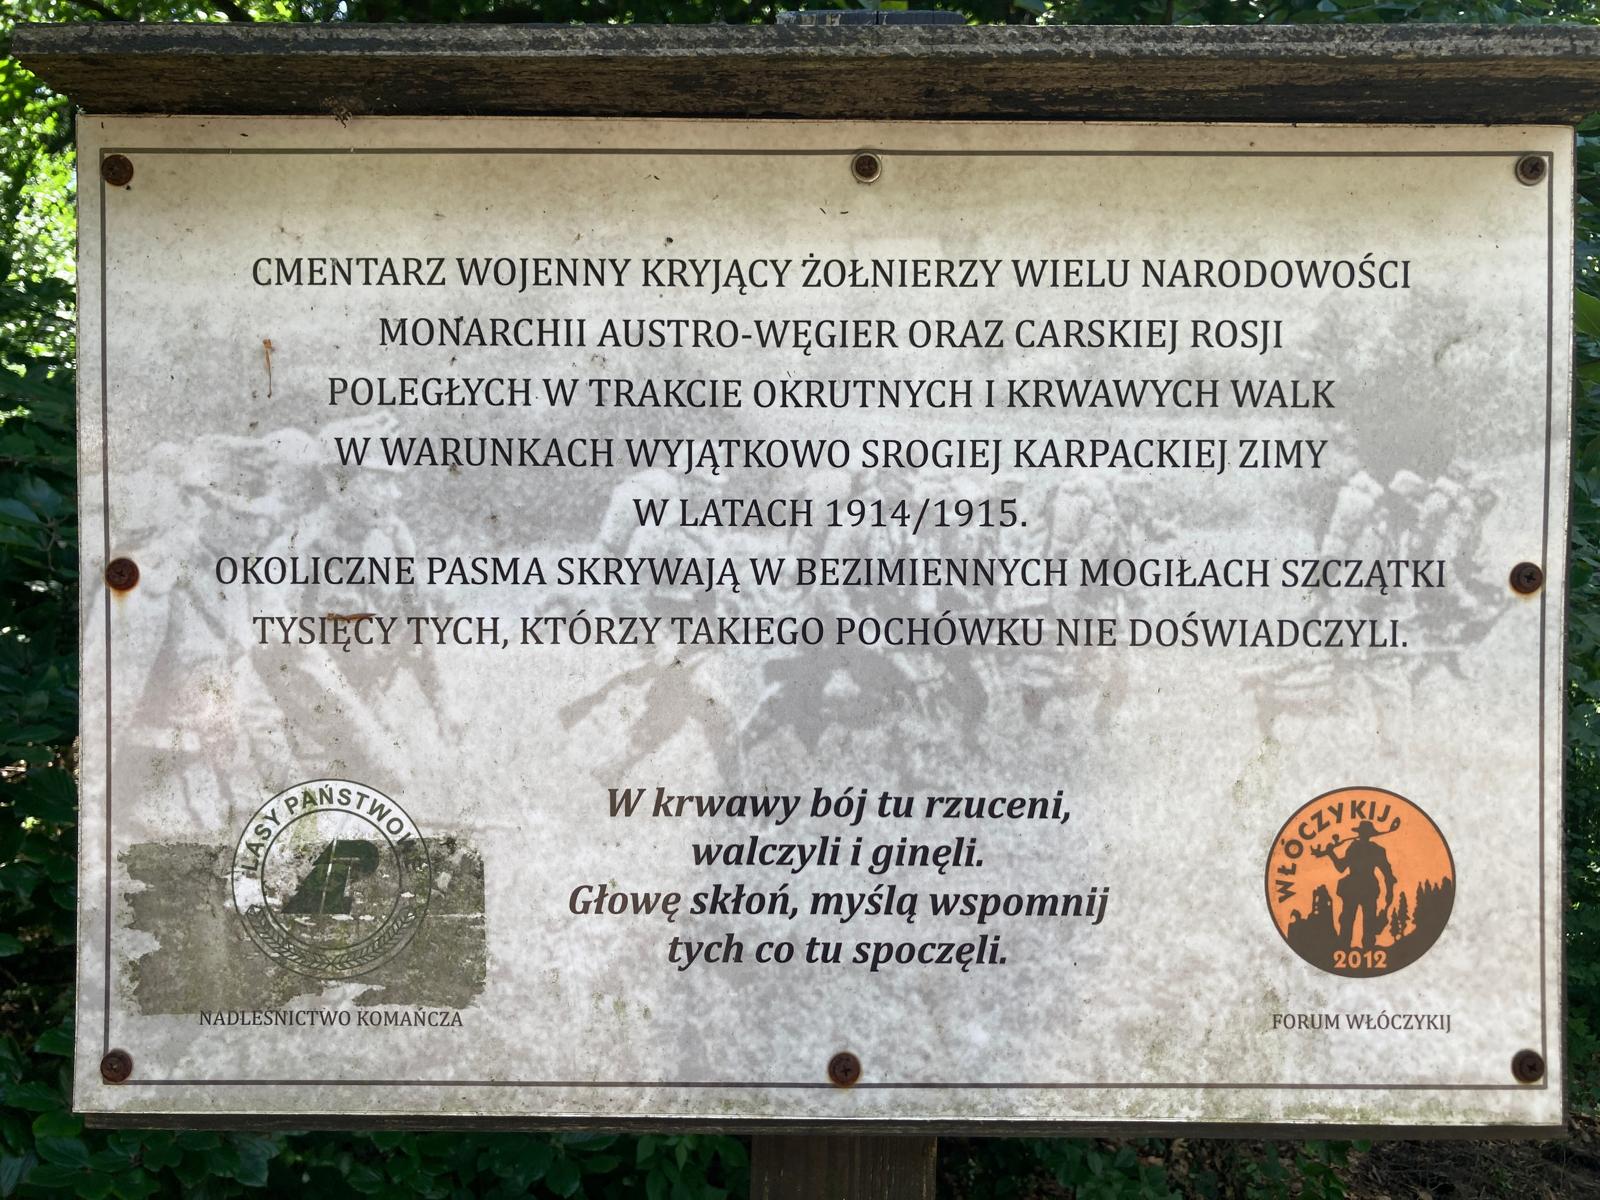 CMENTARZ WOJENNY KRYJĄCY ŻOŁNIERZY WIELU NARODOWOŚCI
MONARCHII AUSTRO-WĘGIER ORAZ CARSKIEJ ROSJI
POLEGŁYCH W TRAKCIE OKRUTNYCH I KRWAWYCH WALK
W WARUNKACH WYJĄTKOWO SROGIEJ KARPACKIEJ ZIMY
W LATACH 1914/1915.
OKOLICZNE PASMA SKRYWAJĄ W BEZIMIENNYCH MOGIŁACH SZCZĄTKI
TYSIĘCY TYCH, KTÓRZY TAKIEGO POCHÓWKU NIE DOŚWIADCZYLI.
W krwawy bój tu rzuceni,
walczyli i ginęli.
Głowę skłoń, myślą wspomnij
tych co tu spoczęli.
LASY PAŃSTWOWE
NADLEŚNICTWO KOMAŃCZA
WŁÓCZYKIJ
2012
FORUM WŁÓCZYKIJ